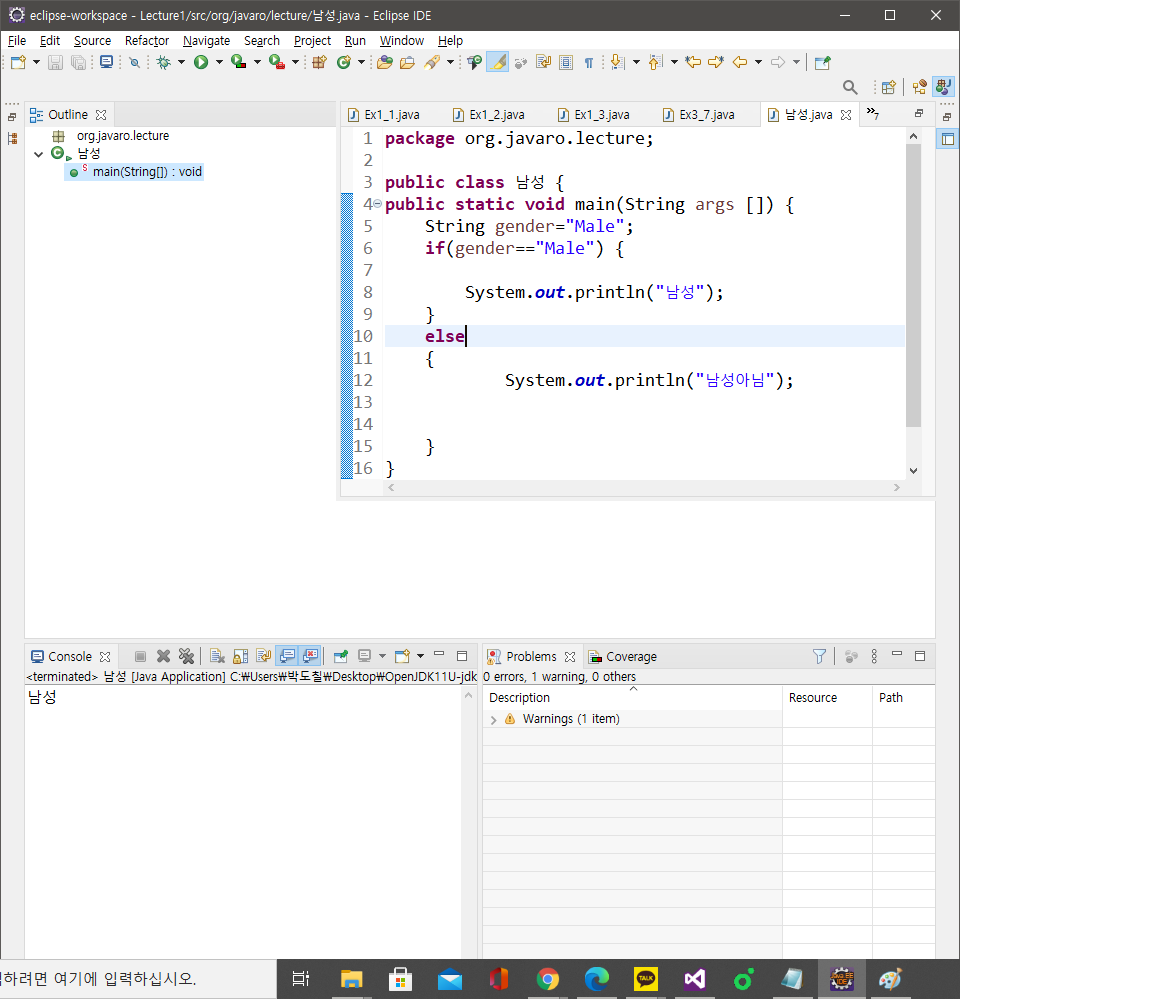 eclipse-workspace - Lecture1/src/org/javaro/lecture/남성.java - Eclipse IDE
File Edit Source Refactor Navigate Search Project Run Window Help
Outline
org.javaro.lecture
남성
main(String[]) : void
Ex1_1.java Ex1_2.java Ex1_3.java Ex3_7.java 남성.java »7
1 package org.javaro.lecture;
2
3 public class 남성 {
4 public static void main(String args []) {
5 String gender="Male";
6 if(gender=="Male") {
7
8 System.out.println("남성");
9 }
10 else
11 {
12 System.out.println("남성아님");
13
14
15 }
16 }
Console
<terminated> 남성 [Java Application] C:₩Users₩박도칠₩Desktop₩OpenJDK11U-jdk
남성
Problems Coverage
0 errors, 1 warning, 0 others
Description Resource Path
Warnings (1 item)
하려면 여기에 입력하십시오.
TALK
JAVA EE IDE